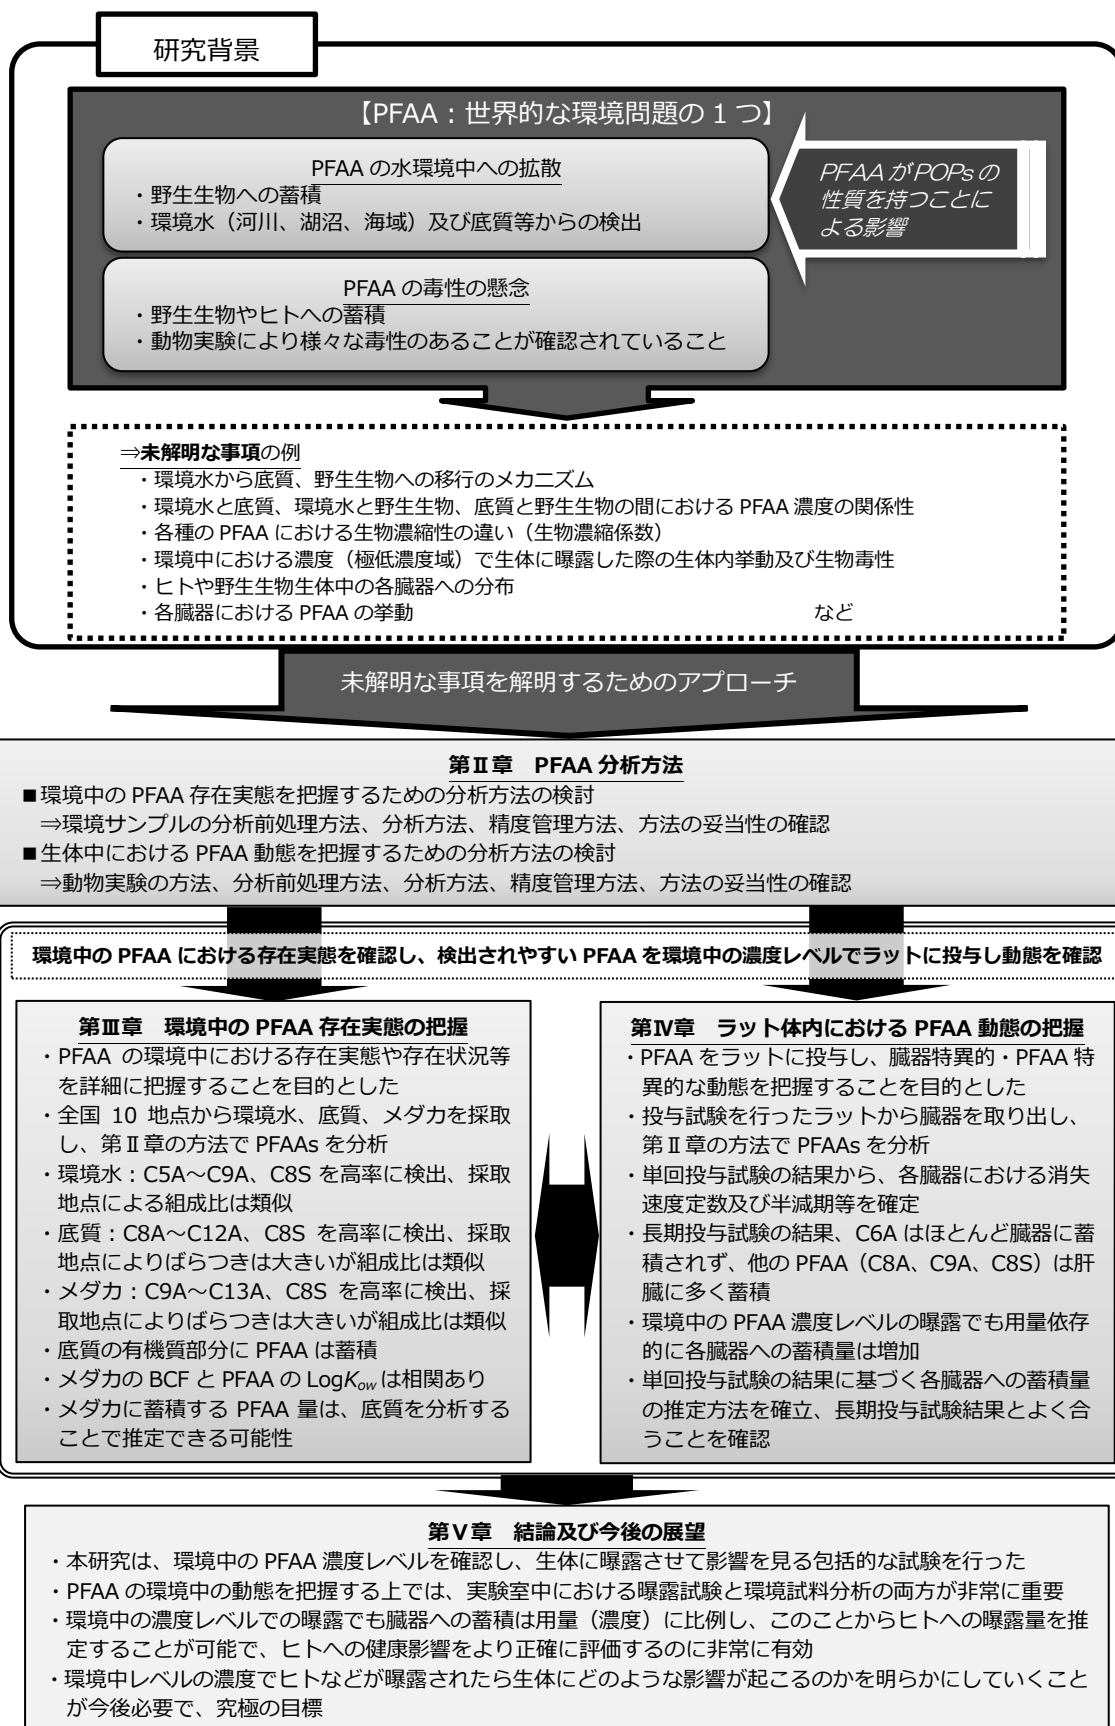 研究背景
【PFAA：世界的な環境問題の 1 つ】
PFAA の水環境中への拡散
・野生生物への蓄積
・環境水（河川、湖沼、海域）及び底質等からの検出
PFAA が POPs の
性質を持つことに
よる影響
PFAA の毒性の懸念
・野生生物やヒトへの蓄積
・動物実験により様々な毒性のあることが確認されていること
⇒未解明な事項の例
・環境水から底質、野生生物への移行のメカニズム
・環境水と底質、環境水と野生生物、底質と野生生物の間における PFAA 濃度の関係性
・各種の PFAA における生物濃縮性の違い（生物濃縮係数）
・環境中における濃度（極低濃度域）で生体に曝露した際の生体内挙動及び生物毒性
・ヒトや野生生物生体中の各臓器への分布
・各臓器における PFAA の挙動 など
未解明な事項を解明するためのアプローチ
第Ⅱ章 PFAA 分析方法
■環境中の PFAA 存在実態を把握するための分析方法の検討
⇒環境サンプルの分析前処理方法、分析方法、精度管理方法、方法の妥当性の確認
■生体中における PFAA 動態を把握するための分析方法の検討
⇒動物実験の方法、分析前処理方法、分析方法、精度管理方法、方法の妥当性の確認
環境中の PFAA における存在実態を確認し、検出されやすい PFAA を環境中の濃度レベルでラットに投与し動態を確認
第Ⅲ章 環境中の PFAA 存在実態の把握
・PFAA の環境中における存在実態や存在状況等
を詳細に把握することを目的とした
・全国 10 地点から環境水、底質、メダカを採取
し、第Ⅱ章の方法で PFAAs を分析
・環境水：C5A～C9A、C8S を高率に検出、採取
地点による組成比は類似
・底質：C8A～C12A、C8S を高率に検出、採取
地点によりばらつきは大きいが組成比は類似
・メダカ：C9A～C13A、C8S を高率に検出、採
取地点によりばらつきは大きいが組成比は類似
・底質の有機質部分に PFAA は蓄積
・メダカの BCF と PFAA の LogKow は相関あり
・メダカに蓄積する PFAA 量は、底質を分析する
ことで推定できる可能性
第Ⅳ章 ラット体内における PFAA 動態の把握
・PFAA をラットに投与し、臓器特異的・PFAA 特
異的な動態を把握することを目的とした
・投与試験を行ったラットから臓器を取り出し、
第Ⅱ章の方法で PFAAs を分析
・単回投与試験の結果から、各臓器における消失
速度定数及び半減期等を確定
・長期投与試験の結果、C6A はほとんど臓器に蓄
積されず、他の PFAA（C8A、C9A、C8S）は肝
臓に多く蓄積
・環境中の PFAA 濃度レベルの曝露でも用量依存
的に各臓器への蓄積量は増加
・単回投与試験の結果に基づく各臓器への蓄積量
の推定方法を確立、長期投与試験結果とよく合
うことを確認
第Ⅴ章 結論及び今後の展望
・本研究は、環境中の PFAA 濃度レベルを確認し、生体に曝露させて影響を見る包括的な試験を行った
・PFAA の環境中の動態を把握する上では、実験室中における曝露試験と環境試料分析の両方が非常に重要
・環境中の濃度レベルでの曝露でも臓器への蓄積は用量（濃度）に比例し、このことからヒトへの曝露量を推
定することが可能で、ヒトへの健康影響をより正確に評価するのに非常に有効
・環境中レベルの濃度でヒトなどが曝露されたら生体にどのような影響が起こるのかを明らかにしていくこと
が今後必要で、究極の目標